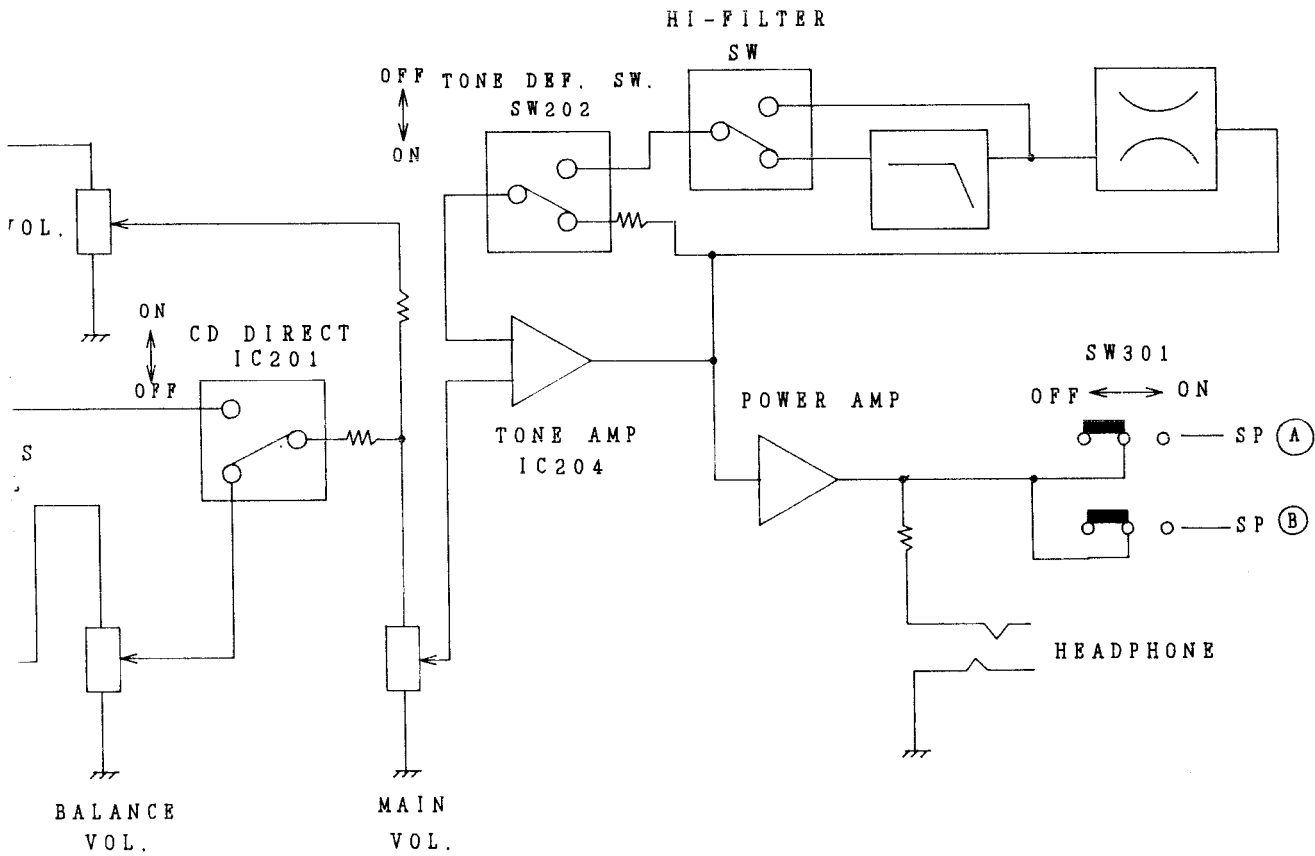 HI-FILTER
SW
OFF
TONE DEF. SW.
SW202
ON
VOL.
ON
CD DIRECT
IC201
OFF
S
TONE AMP
IC204
POWER AMP
SW301
OFF
ON
SP A
SP B
HEADPHONE
BALANCE
VOL.
MAIN
VOL.